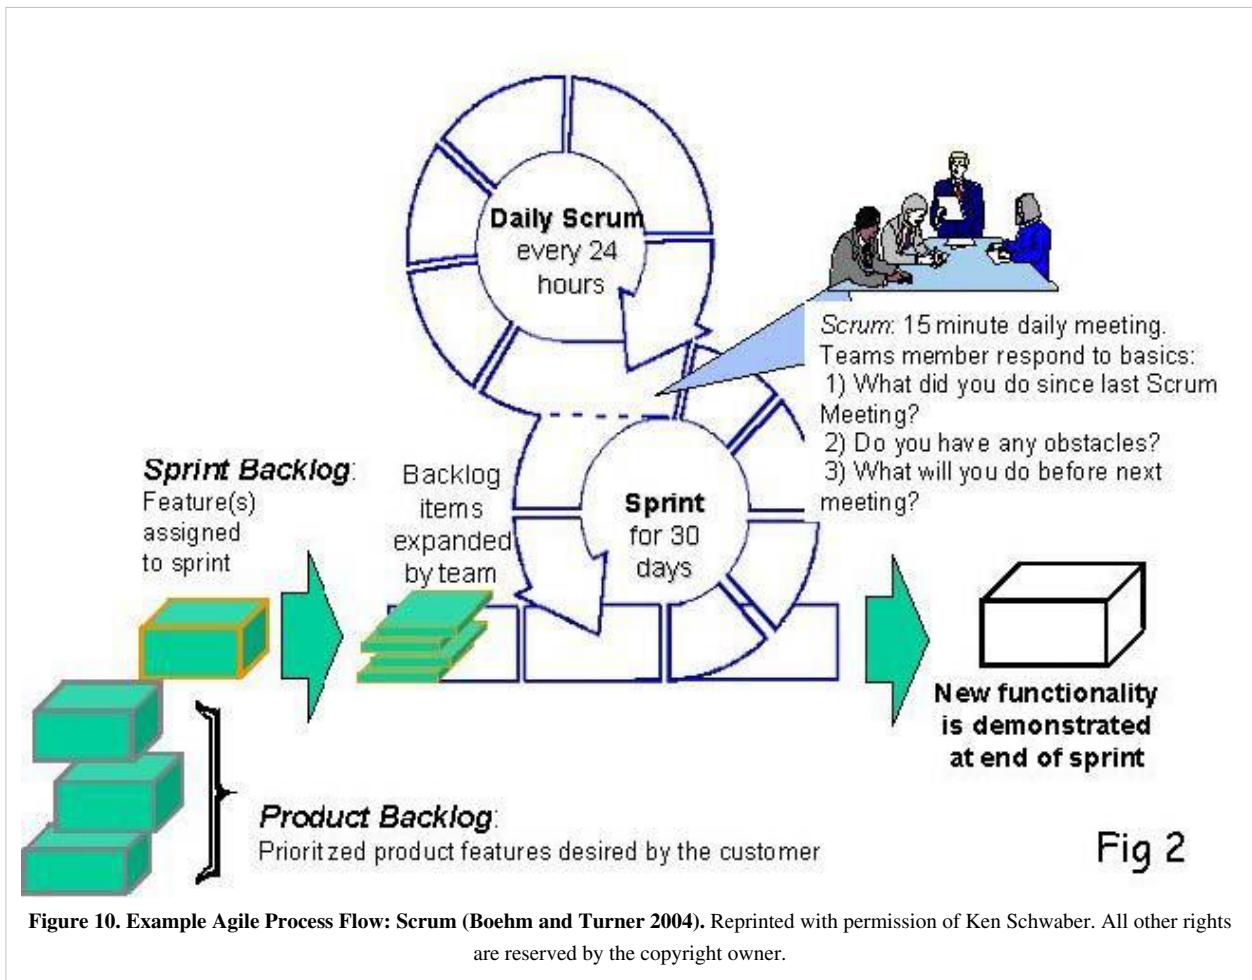 Daily Scrum
every 24
hours
Scrum: 15 minute daily meeting.
Teams member respond to basics:
1) What did you do since last Scrum
Meeting?
2) Do you have any obstacles?
3) What will you do before next
meeting?
Sprint Backlog:
Feature(s)
assigned
to sprint
Backlog
items
expanded
by team
Sprint
for 30
days
New functionality
is demonstrated
at end of sprint
Product Backlog:
Prioritzed product features desired by the customer
Fig 2
Figure 10. Example Agile Process Flow: Scrum (Boehm and Turner 2004). Reprinted with permission of Ken Schwaber. All other rights
are reserved by the copyright owner.